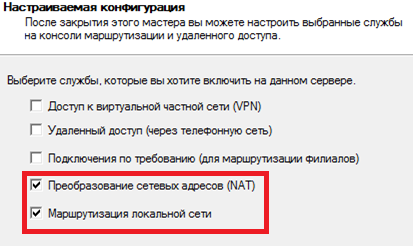 Настраиваемая конфигурация
После закрытия этого мастера вы можете настроить выбранные службы
на консоли маршрутизации и удаленного доступа.
Выберите службы, которые вы хотите включить на данном сервере.
Доступ к виртуальной частной сети (VPN)
Удаленный доступ (через телефонную сеть)
Подключения по требованию (для маршрутизации филиалов)
Преобразование сетевых адресов (NAT)
Маршрутизация локальной сети